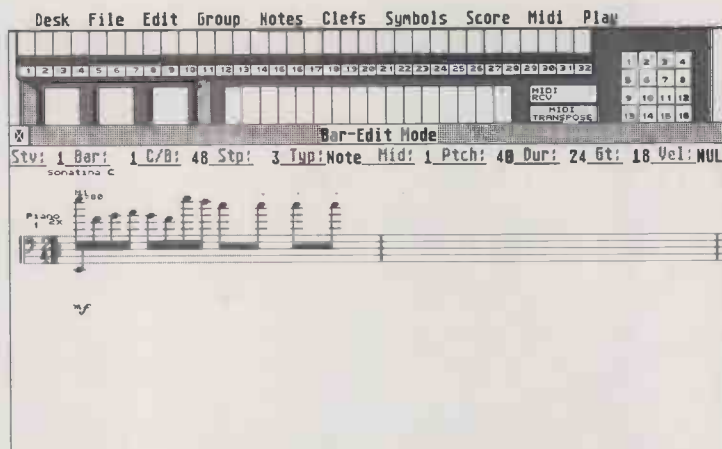 Desk File Edit Group Notes Clefs Symbols Score Midi Play
1 2 3 4 5 6 7 8 9 10 11 12 13 14 15 16 17 18 19 20 21 22 23 24 25 26 27 28 29 30 31 32
1 2 3 4
5 6 7 8
9 10 11 12
13 14 15 16
MIDI
RCV
MIDI
TRANSPOSE
Bar-Edit Mode
Stv: 1 Bar: 1 C/B: 48 Stp: 3 Typ:Note Mid: 1 Ptch: 48 Dur: 24 Gt: 18 Vel: NUL
Sonatina C
Piano
1 2x
mf